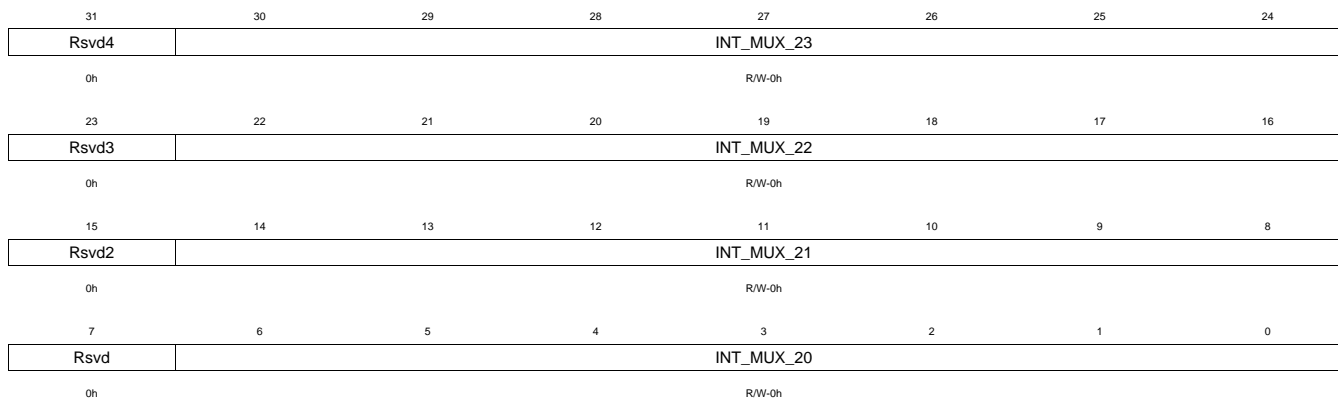 31 30 29 28 27 26 25 24
Rsvd4 INT_MUX_23
0h R/W-0h
23 22 21 20 19 18 17 16
Rsvd3 INT_MUX_22
0h R/W-0h
15 14 13 12 11 10 9 8
Rsvd2 INT_MUX_21
0h R/W-0h
7 6 5 4 3 2 1 0
Rsvd INT_MUX_20
0h R/W-0h